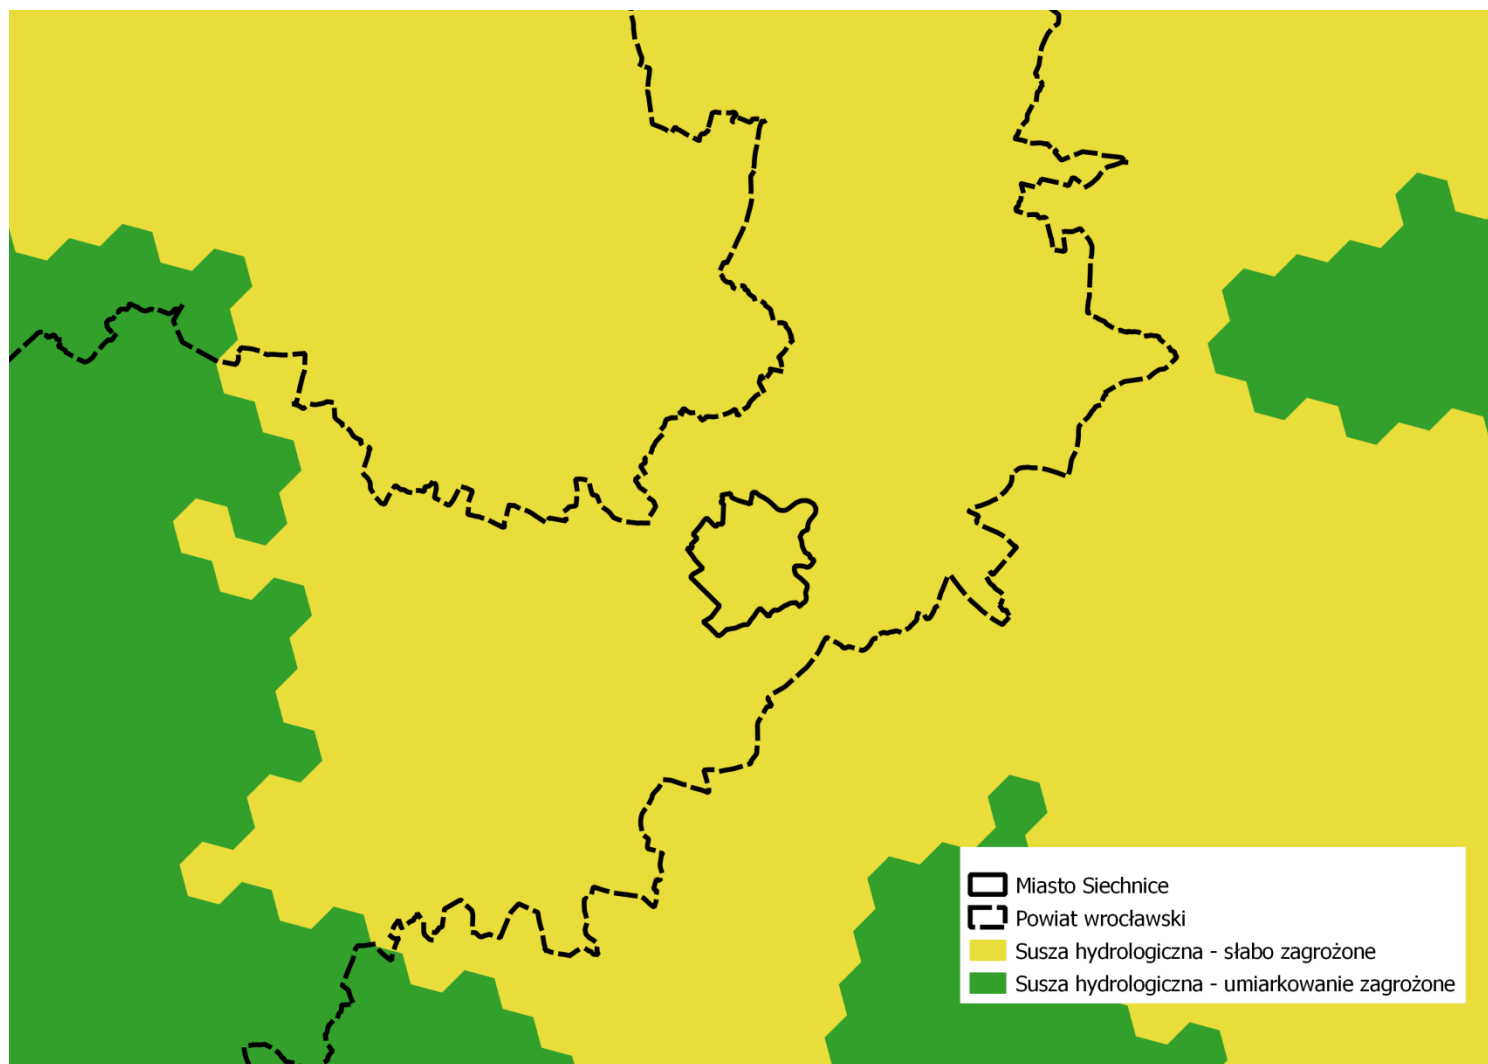 Miasto Siechnice
Powiat wrocławski
Susza hydrologiczna - słabo zagrożone
Susza hydrologiczna - umiarkowanie zagrożone